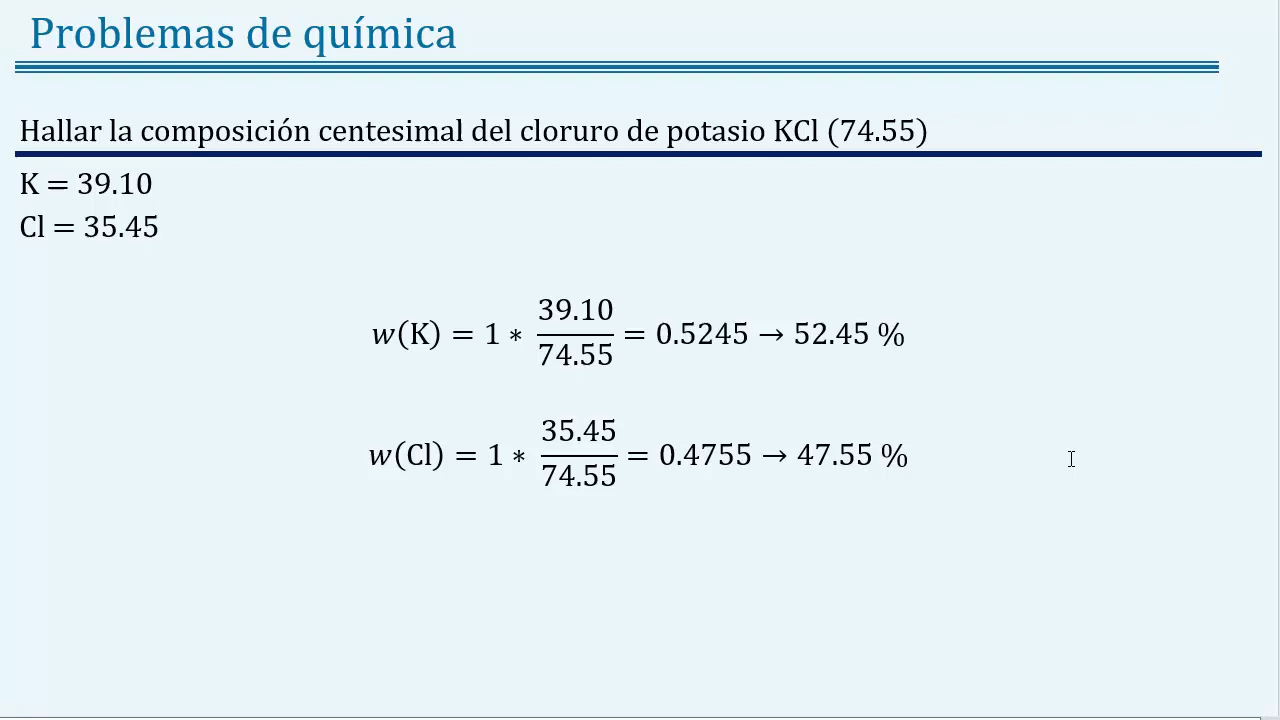 Problemas de química
Hallar la composición centesimal del cloruro de potasio KCl (74.55)
K = 39.10
Cl = 35.45
w(K) = 1 ∗ 39.10/74.55 = 0.5245 → 52.45 %
w(Cl) = 1 ∗ 35.45/74.55 = 0.4755 → 47.55 %